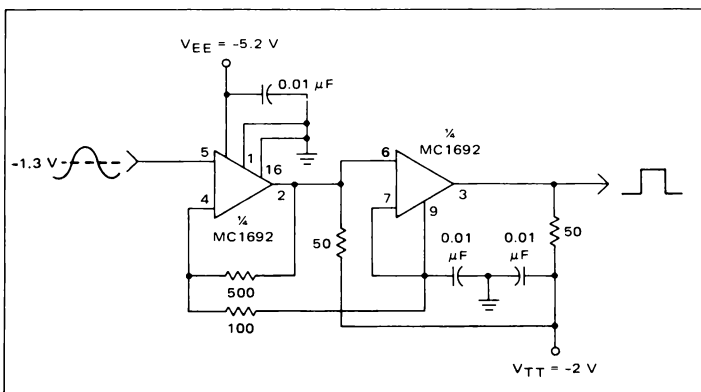 V_EE = -5.2 V
0.01 µF
-1.3 V
5
1
16
4
2
¼
MC1692
500
100
50
¼
MC1692
6
7
9
3
0.01
µF
0.01
µF
50
V_TT = -2 V